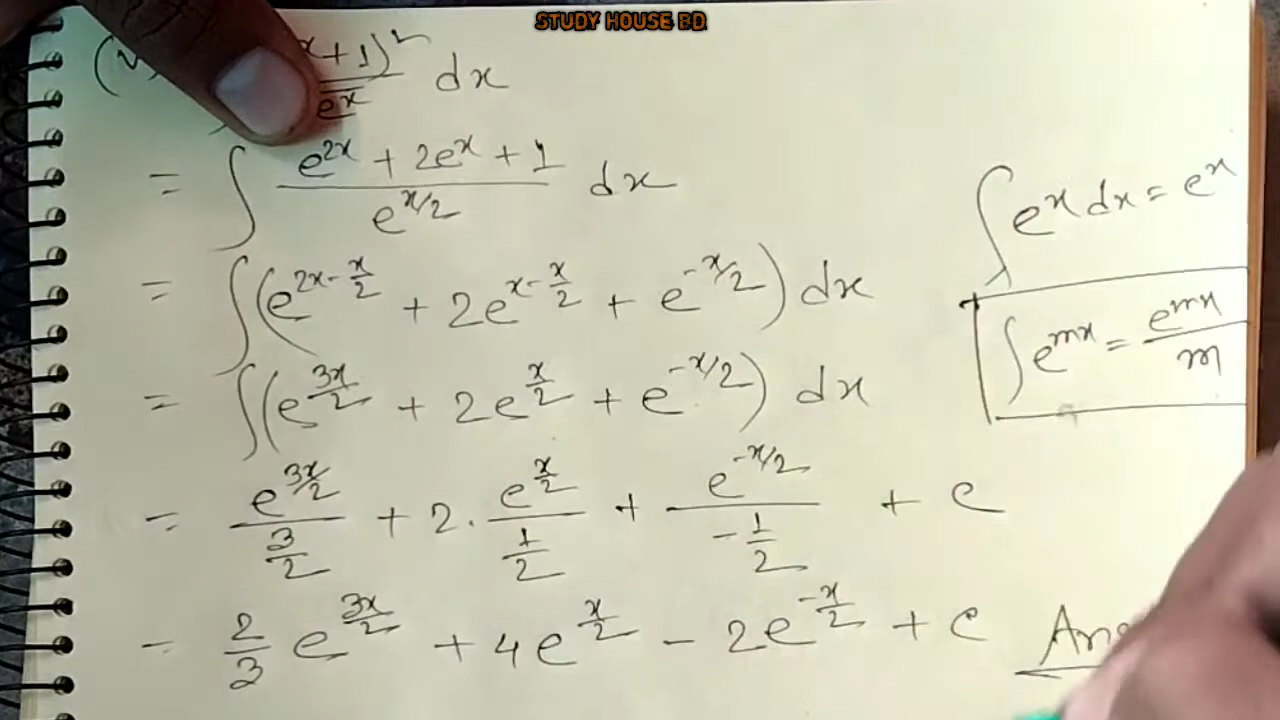 STUDY HOUSE BD
x+1)² / √eˣ dx
= ∫ (e^{2x} + 2e^x + 1) / e^{x/2} dx
= ∫(e^{2x-x/2} + 2e^{x-x/2} + e^{-x/2}) dx
= ∫(e^{3x/2} + 2e^{x/2} + e^{-x/2}) dx
= e^{3x/2} / (3/2) + 2. e^{x/2} / (1/2) + e^{-x/2} / (-1/2) + c
= 2/3 e^{3x/2} + 4e^{x/2} - 2e^{-x/2} + c
∫ e^x dx = e^x
∫ e^{mx} = e^{mx} / m